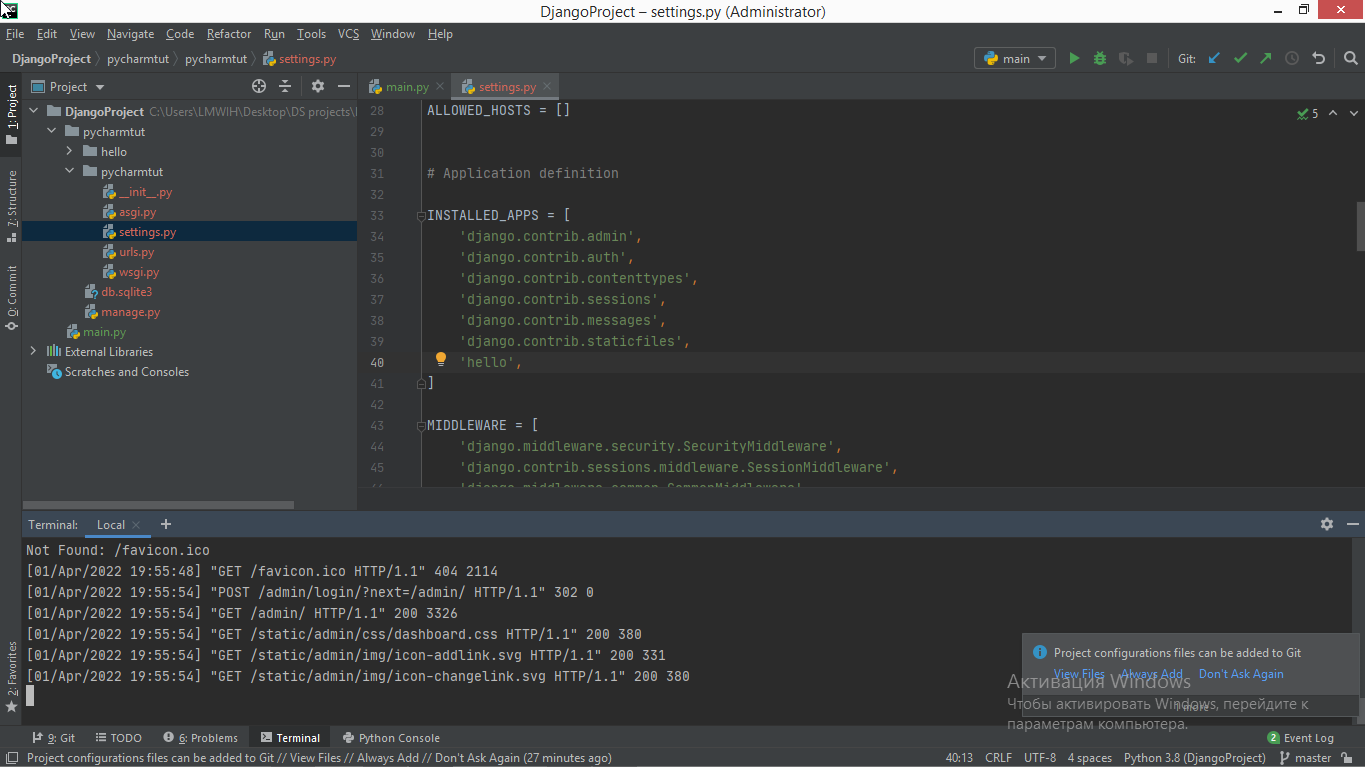 DjangoProject – settings.py (Administrator)
File Edit View Navigate Code Refactor Run Tools VCS Window Help
DjangoProject pycharmtut pycharmtut settings.py
main
Git:
1: Project
Project
main.py
settings.py
DjangoProject C:\Users\LMWIH\Desktop\DS projects\
pycharmtut
hello
pycharmtut
__init__.py
asgi.py
settings.py
urls.py
wsgi.py
db.sqlite3
manage.py
main.py
External Libraries
Scratches and Consoles
7: Structure
0: Commit
2: Favorites
5
28 ALLOWED_HOSTS = []
29
30
31 # Application definition
32
33 INSTALLED_APPS = [
34 'django.contrib.admin',
35 'django.contrib.auth',
36 'django.contrib.contenttypes',
37 'django.contrib.sessions',
38 'django.contrib.messages',
39 'django.contrib.staticfiles',
40 'hello',
41 ]
42
43 MIDDLEWARE = [
44 'django.middleware.security.SecurityMiddleware',
45 'django.contrib.sessions.middleware.SessionMiddleware',
Terminal: Local +
Not Found: /favicon.ico
[01/Apr/2022 19:55:48] "GET /favicon.ico HTTP/1.1" 404 2114
[01/Apr/2022 19:55:54] "POST /admin/login/?next=/admin/ HTTP/1.1" 302 0
[01/Apr/2022 19:55:54] "GET /admin/ HTTP/1.1" 200 3326
[01/Apr/2022 19:55:54] "GET /static/admin/css/dashboard.css HTTP/1.1" 200 380
[01/Apr/2022 19:55:54] "GET /static/admin/img/icon-addlink.svg HTTP/1.1" 200 331
[01/Apr/2022 19:55:54] "GET /static/admin/img/icon-changelink.svg HTTP/1.1" 200 380
Project configurations files can be added to Git
View Files Always Add Don't Ask Again
1 more
Активация Windows
Чтобы активировать Windows, перейдите к
параметрам компьютера.
9: Git TODO 6: Problems Terminal Python Console
2 Event Log
Project configurations files can be added to Git // View Files // Always Add // Don't Ask Again (27 minutes ago)
40:13 CRLF UTF-8 4 spaces Python 3.8 (DjangoProject) master